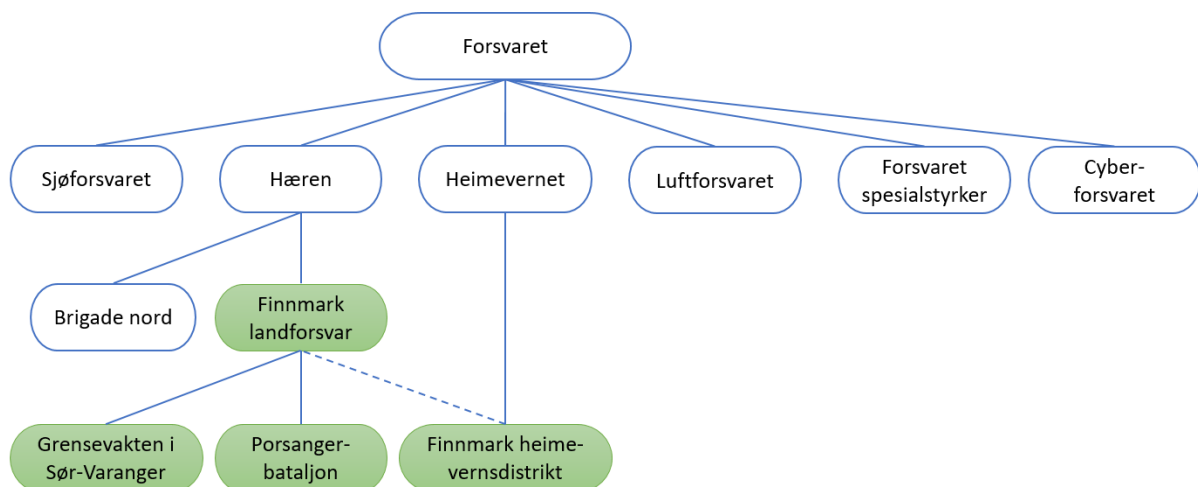 Forsvaret
Sjøforsvaret
Hæren
Heimevernet
Luftforsvaret
Forsvaret
spesialstyrker
Cyber-
forsvaret
Brigade nord
Finnmark
landforsvar
Grensevakten i
Sør-Varanger
Porsanger-
bataljon
Finnmark heime-
vernsdistrikt